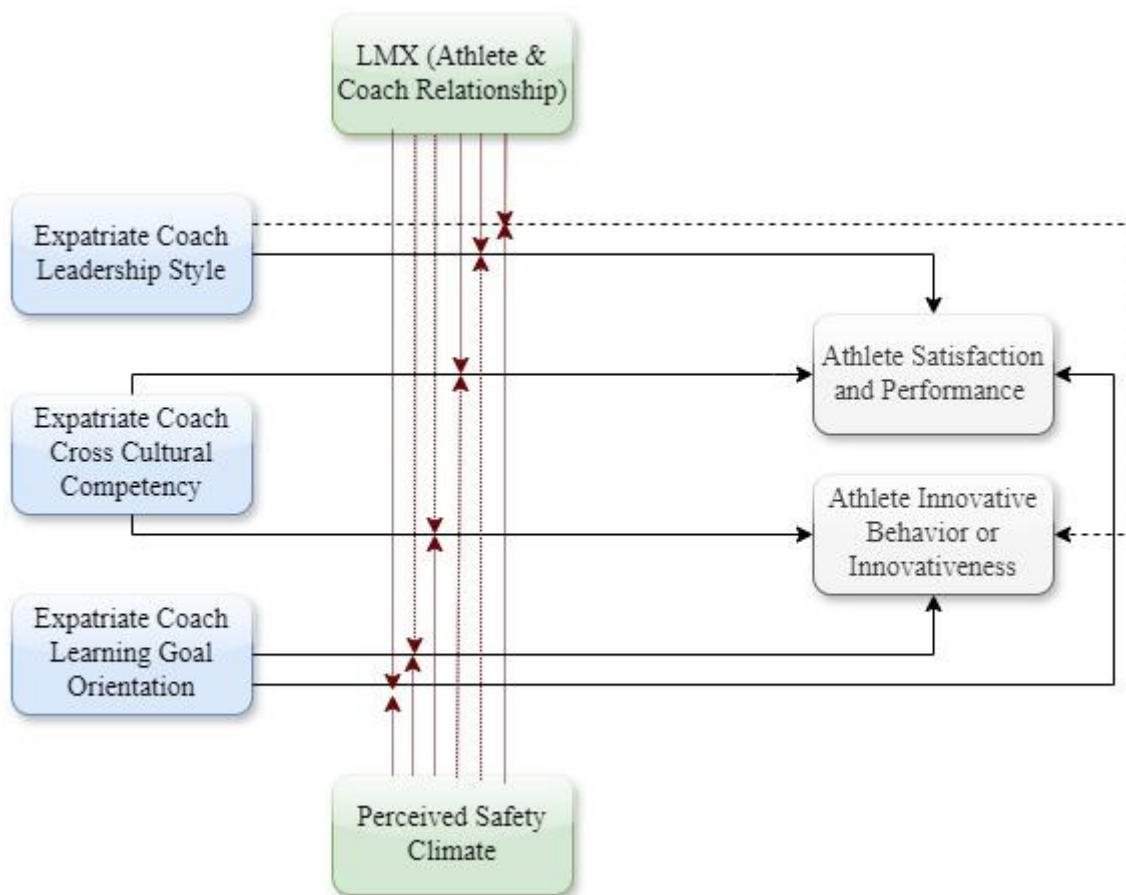 LMX (Athlete &
Coach Relationship)
Expatriate Coach
Leadership Style
Athlete Satisfaction
and Performance
Expatriate Coach
Cross Cultural
Competency
Athlete Innovative
Behavior or
Innovativeness
Expatriate Coach
Learning Goal
Orientation
Perceived Safety
Climate